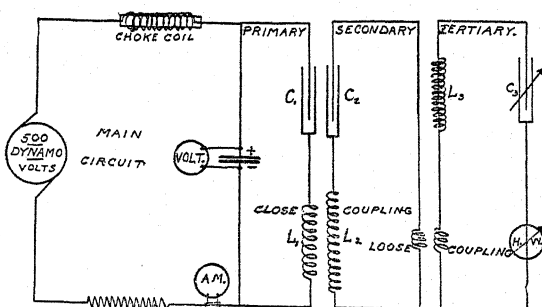 CHOKE COIL
PRIMARY
SECONDARY
TERTIARY.
C1
C2
L3
C3
500
DYNAMO
VOLTS
MAIN
CIRCUIT
VOLT.
+
-
CLOSE COUPLING
L1
L2
LOOSE COUPLING
H.W.
AM.